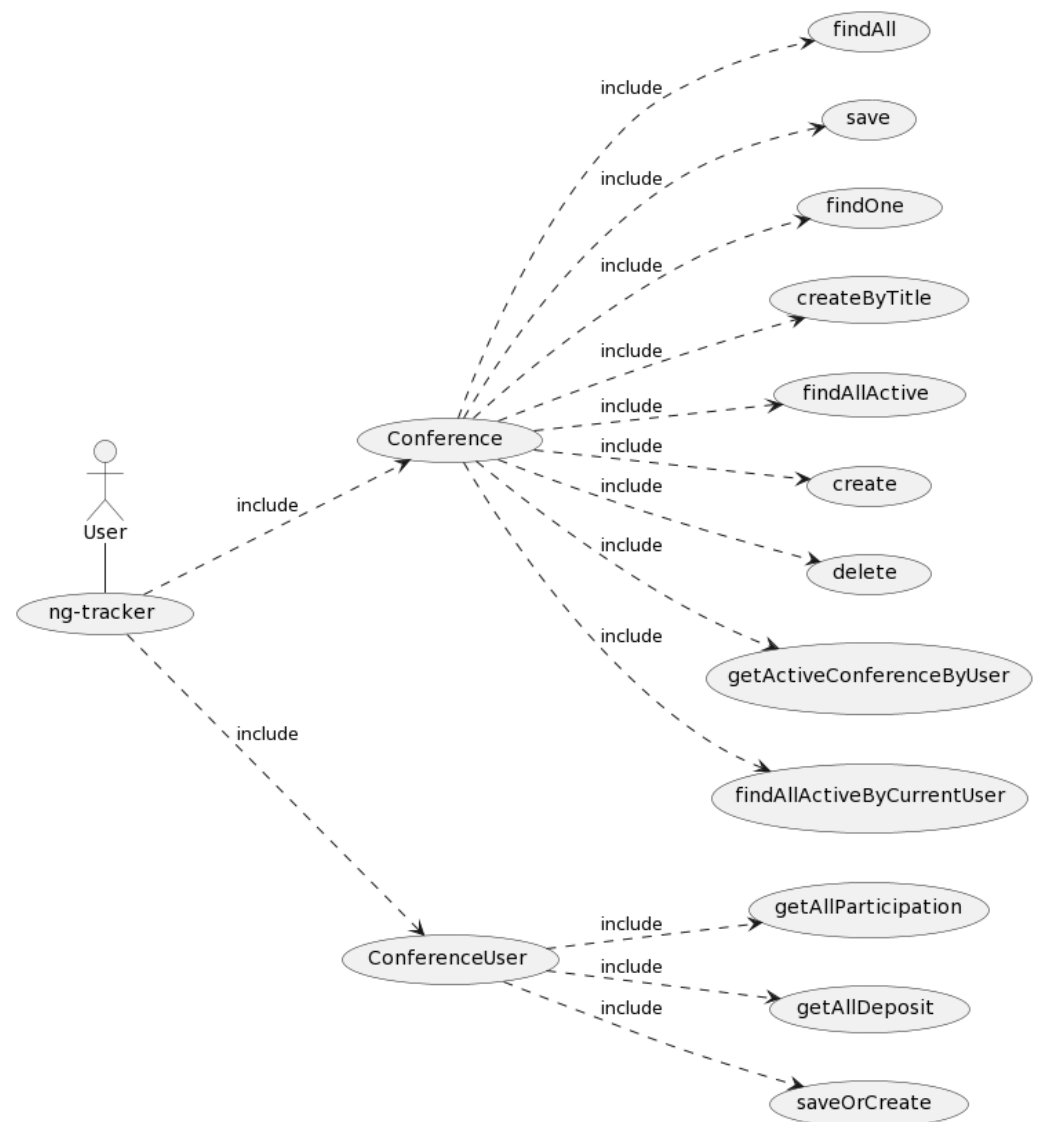 findAll
include
save
include
findOne
include
createByTitle
include
findAllActive
include
Conference
include
create
include
delete
include
User
include
getActiveConferenceByUser
ng-tracker
include
findAllActiveByCurrentUser
include
getAllParticipation
include
ConferenceUser
include
getAllDeposit
include
saveOrCreate